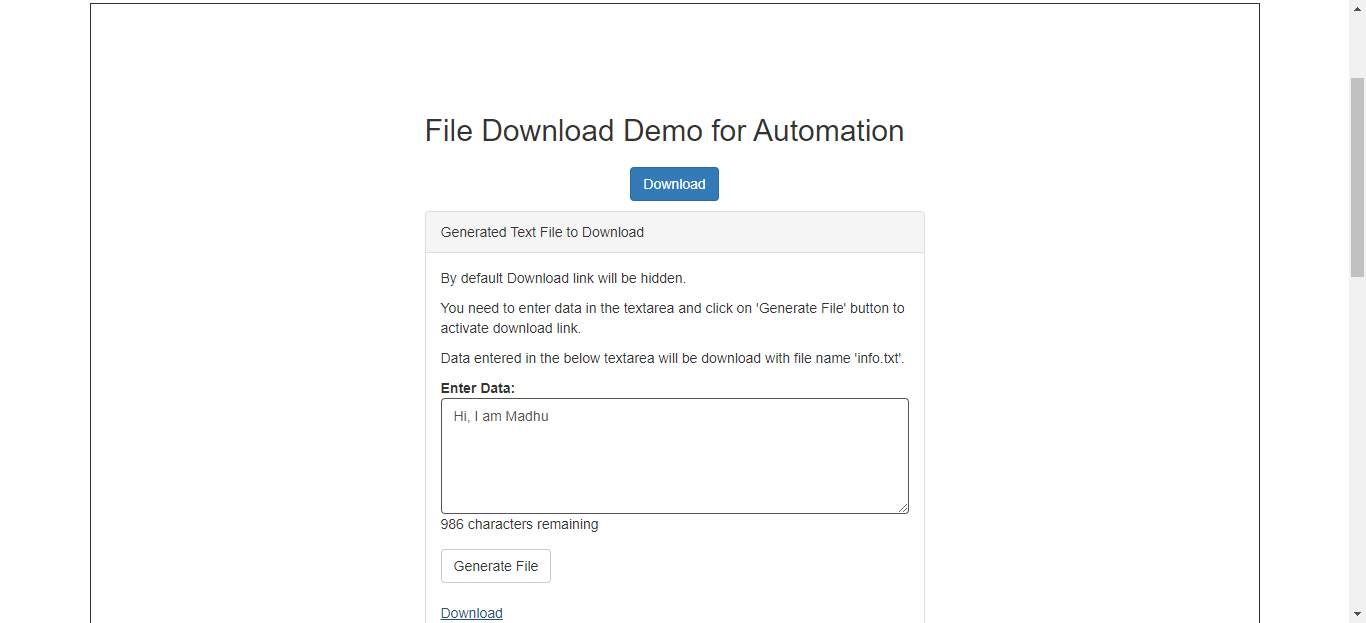 File Download Demo for Automation
Download
Generated Text File to Download
By default Download link will be hidden.
You need to enter data in the textarea and click on 'Generate File' button to
activate download link.
Data entered in the below textarea will be download with file name 'info.txt'.
Enter Data:
Hi, I am Madhu
986 characters remaining
Generate File
Download